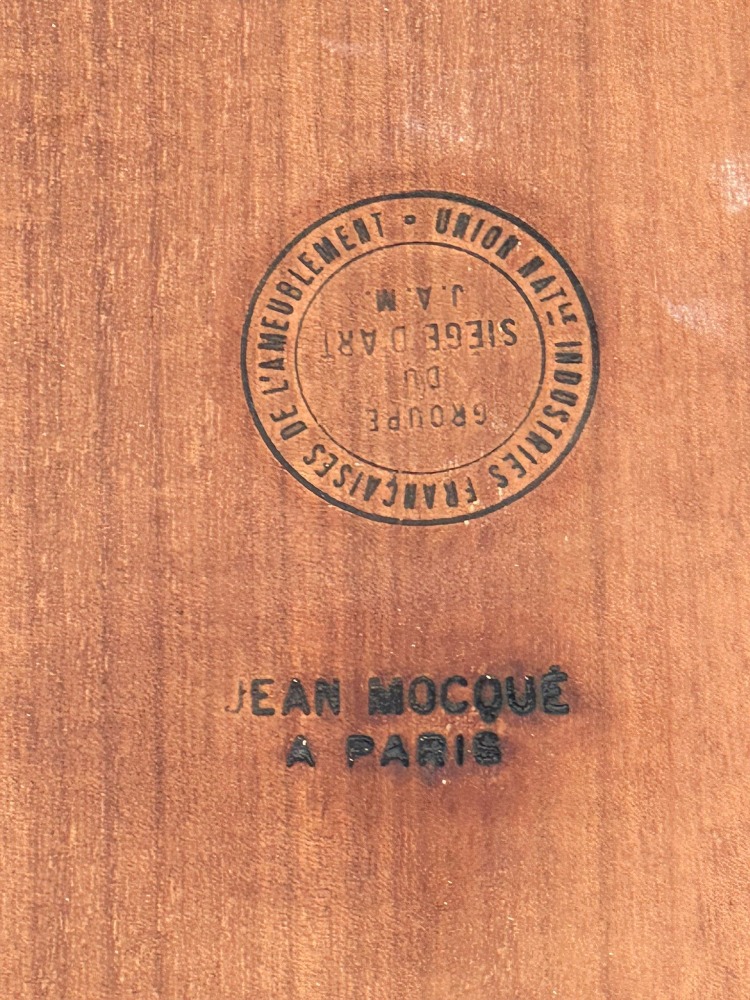 UNION NATLE INDUSTRIES FRANÇAISES DE L'AMEUBLEMENT
GROUPE
DU
SIÈGE D'ART
J.A.M.
JEAN MOCQUÉ
A PARIS